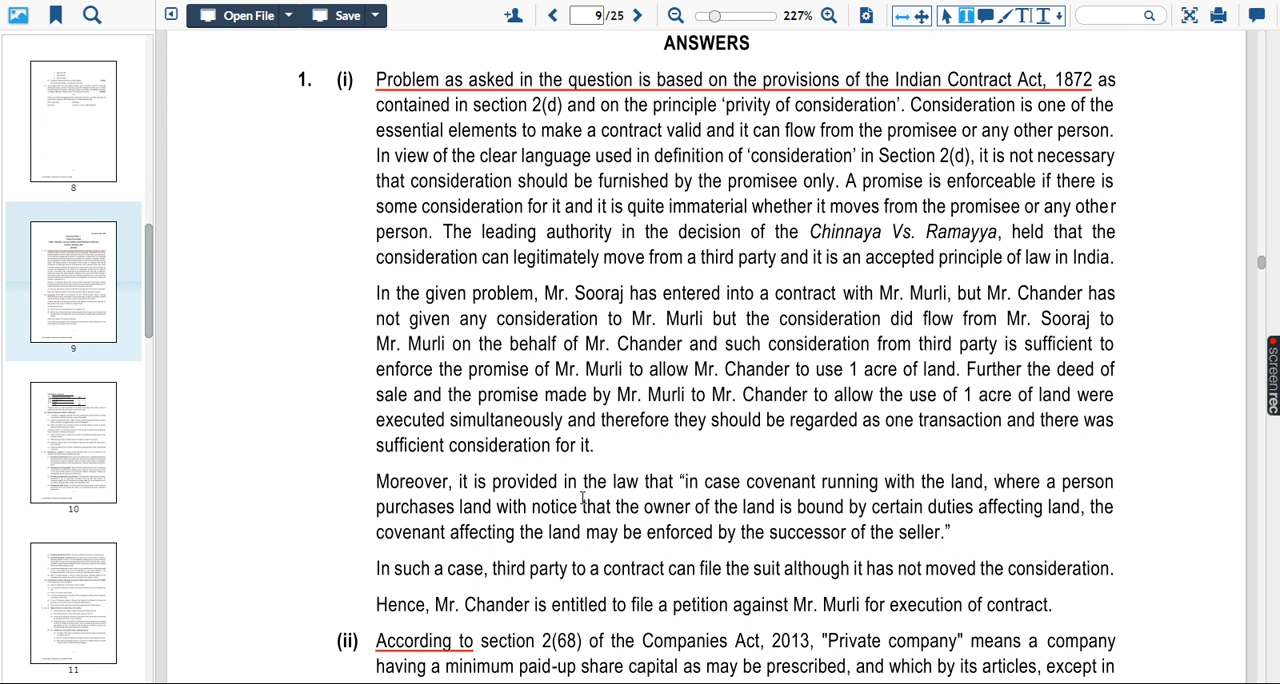 Open File
Save
9 /25
227%
ANSWERS
1. (i) Problem as asked in the question is based on the provisions of the Indian Contract Act, 1872 as
contained in section 2(d) and on the principle ‘privity of consideration’. Consideration is one of the
essential elements to make a contract valid and it can flow from the promisee or any other person.
In view of the clear language used in definition of ‘consideration’ in Section 2(d), it is not necessary
that consideration should be furnished by the promisee only. A promise is enforceable if there is
some consideration for it and it is quite immaterial whether it moves from the promisee or any other
person. The leading authority in the decision of the Chinnaya Vs. Ramayya, held that the
consideration can legitimately move from a third party and it is an accepted principle of law in India.
In the given problem, Mr. Sooraj has entered into a contract with Mr. Murli, but Mr. Chander has
not given any consideration to Mr. Murli but the consideration did flow from Mr. Sooraj to
Mr. Murli on the behalf of Mr. Chander and such consideration from third party is sufficient to
enforce the promise of Mr. Murli to allow Mr. Chander to use 1 acre of land. Further the deed of
sale and the promise made by Mr. Murli to Mr. Chander to allow the use of 1 acre of land were
executed simultaneously and therefore they should be regarded as one transaction and there was
sufficient consideration for it.
Moreover, it is provided in the law that “in case covenant running with the land, where a person
purchases land with notice that the owner of the land is bound by certain duties affecting land, the
covenant affecting the land may be enforced by the successor of the seller.”
In such a case, third party to a contract can file the suit although it has not moved the consideration.
Hence, Mr. Chander is entitled to file a petition against Mr. Murli for execution of contract.
(ii) According to section 2(68) of the Companies Act, 2013, "Private company" means a company
having a minimum paid-up share capital as may be prescribed, and which by its articles, except in
8
9
10
11
screenrec